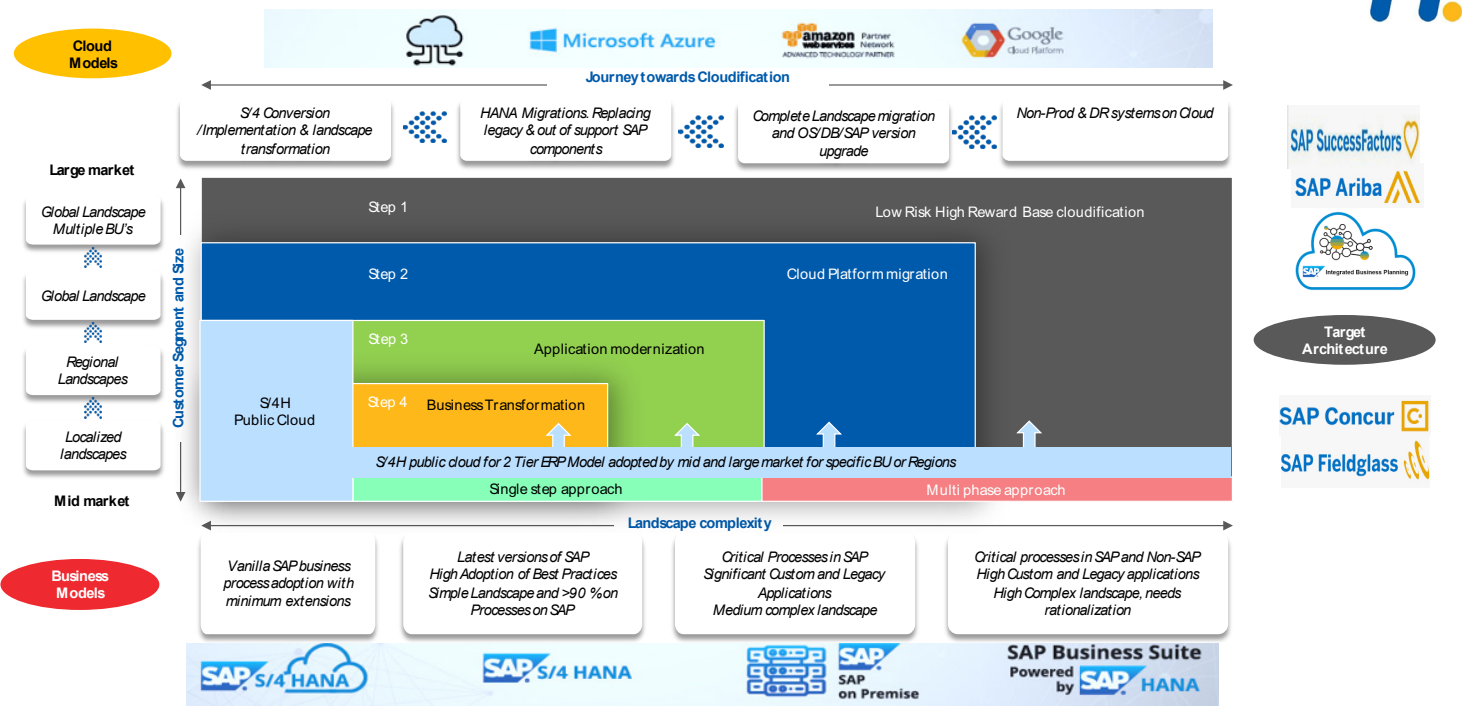 Cloud
Models
Microsoft Azure
amazon
web services
Partner
Network
ADVANCED TECHNOLOGY PARTNER
Google
Cloud Platform
Journey towards Cloudification
S/4 Conversion
/Implementation & landscape
transformation
HANA Migrations. Replacing
legacy & out of support SAP
components
Complete Landscape migration
and OS/DB/SAP version
upgrade
Non-Prod & DR systems on Cloud
Large market
Global Landscape
Multiple BU's
Global Landscape
Regional
Landscapes
Localized
landscapes
Mid market
Customer Segment and Size
Step 1
Low Risk High Reward Base cloudification
Step 2
Cloud Platform migration
Step 3
Application modernization
Step 4
Business Transformation
S/4H
Public Cloud
S/4H public cloud for 2 Tier ERP Model adopted by mid and large market for specific BU or Regions
Single step approach
Multi phase approach
SAP SuccessFactors
SAP Ariba
SAP Integrated Business Planning
Target
Architecture
SAP Concur
SAP Fieldglass
Landscape complexity
Business
Models
Vanilla SAP business
process adoption with
minimum extensions
Latest versions of SAP
High Adoption of Best Practices
Simple Landscape and >90 % on
Processes on SAP
Critical Processes in SAP
Significant Custom and Legacy
Applications
Medium complex landscape
Critical processes in SAP and Non-SAP
High Custom and Legacy applications
High Complex landscape, needs
rationalization
SAP S/4 HANA
SAP S/4 HANA
SAP
SAP
on Premise
SAP Business Suite
Powered
by SAP HANA